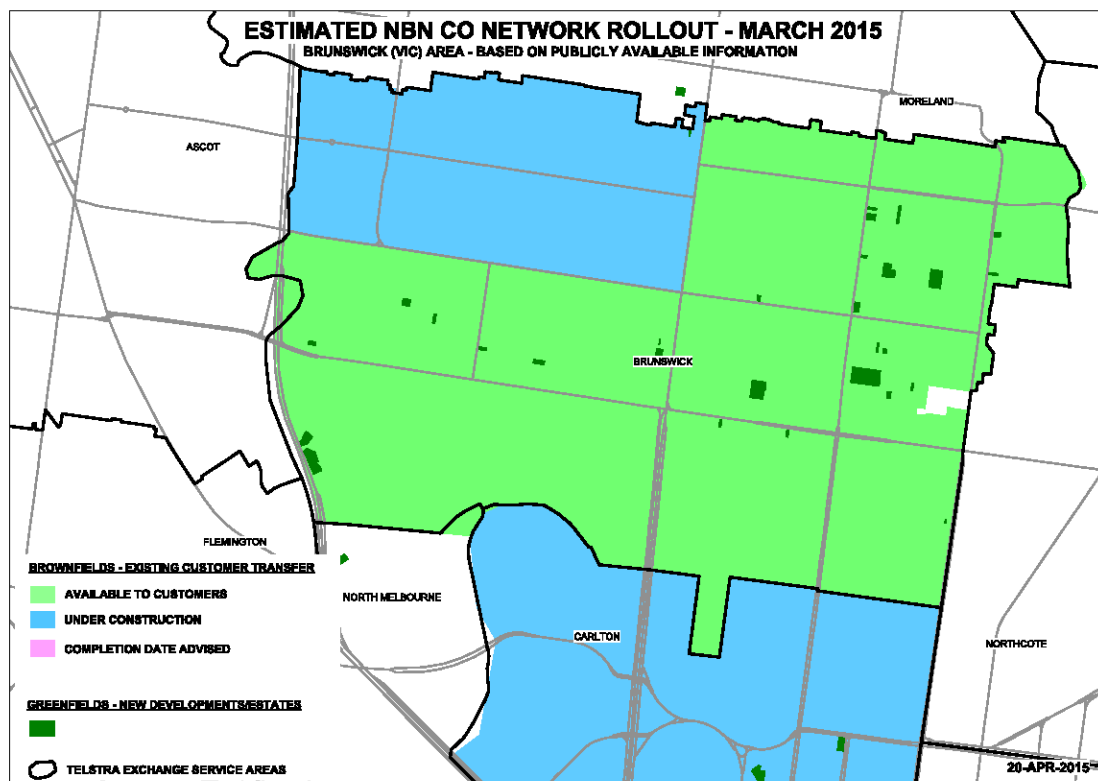 ESTIMATED NBN CO NETWORK ROLLOUT - MARCH 2015
BRUNSWICK (VIC) AREA - BASED ON PUBLICLY AVAILABLE INFORMATION
MORELAND
ASCOT
BRUNSWICK
FLEMINGTON
NORTH MELBOURNE
CARLTON
NORTHCOTE
BROWNFIELDS - EXISTING CUSTOMER TRANSFER
AVAILABLE TO CUSTOMERS
UNDER CONSTRUCTION
COMPLETION DATE ADVISED
GREENFIELDS - NEW DEVELOPMENTS/ESTATES
TELSTRA EXCHANGE SERVICE AREAS
20-APR-2015